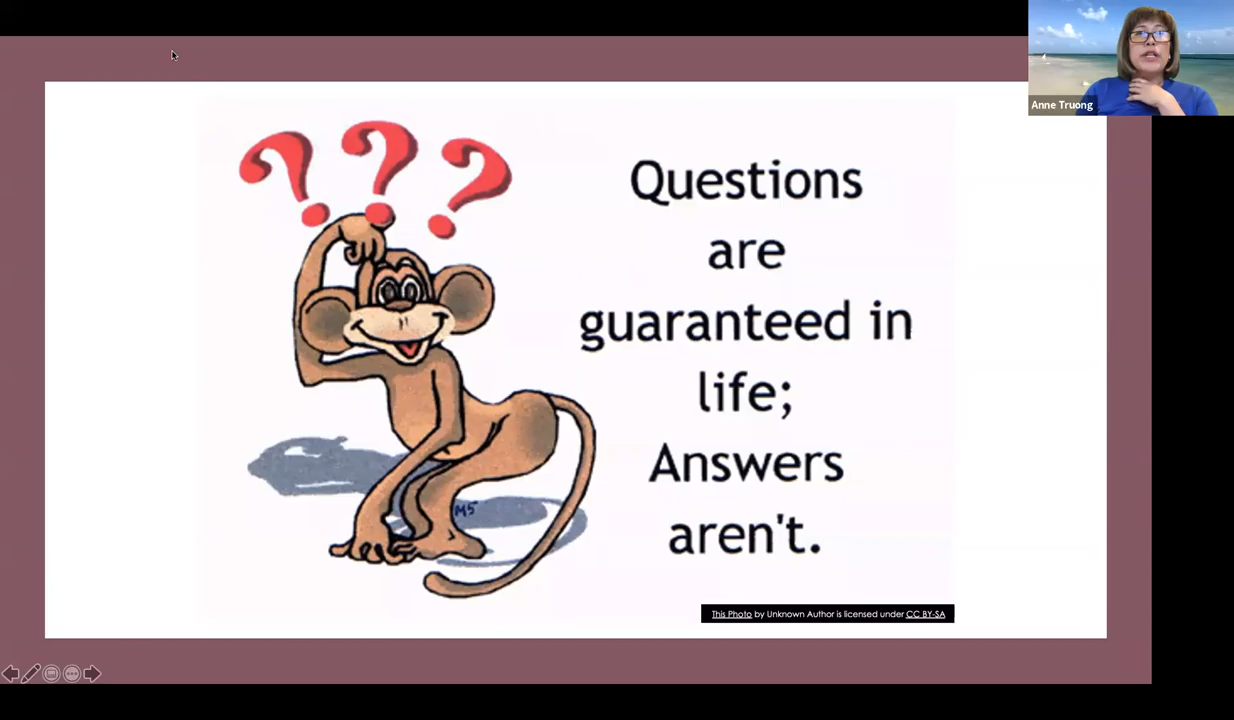 Anne Truong
? ? ?
Questions
are
guaranteed in
life;
Answers
aren't.
M5
This Photo by Unknown Author is licensed under CC BY-SA